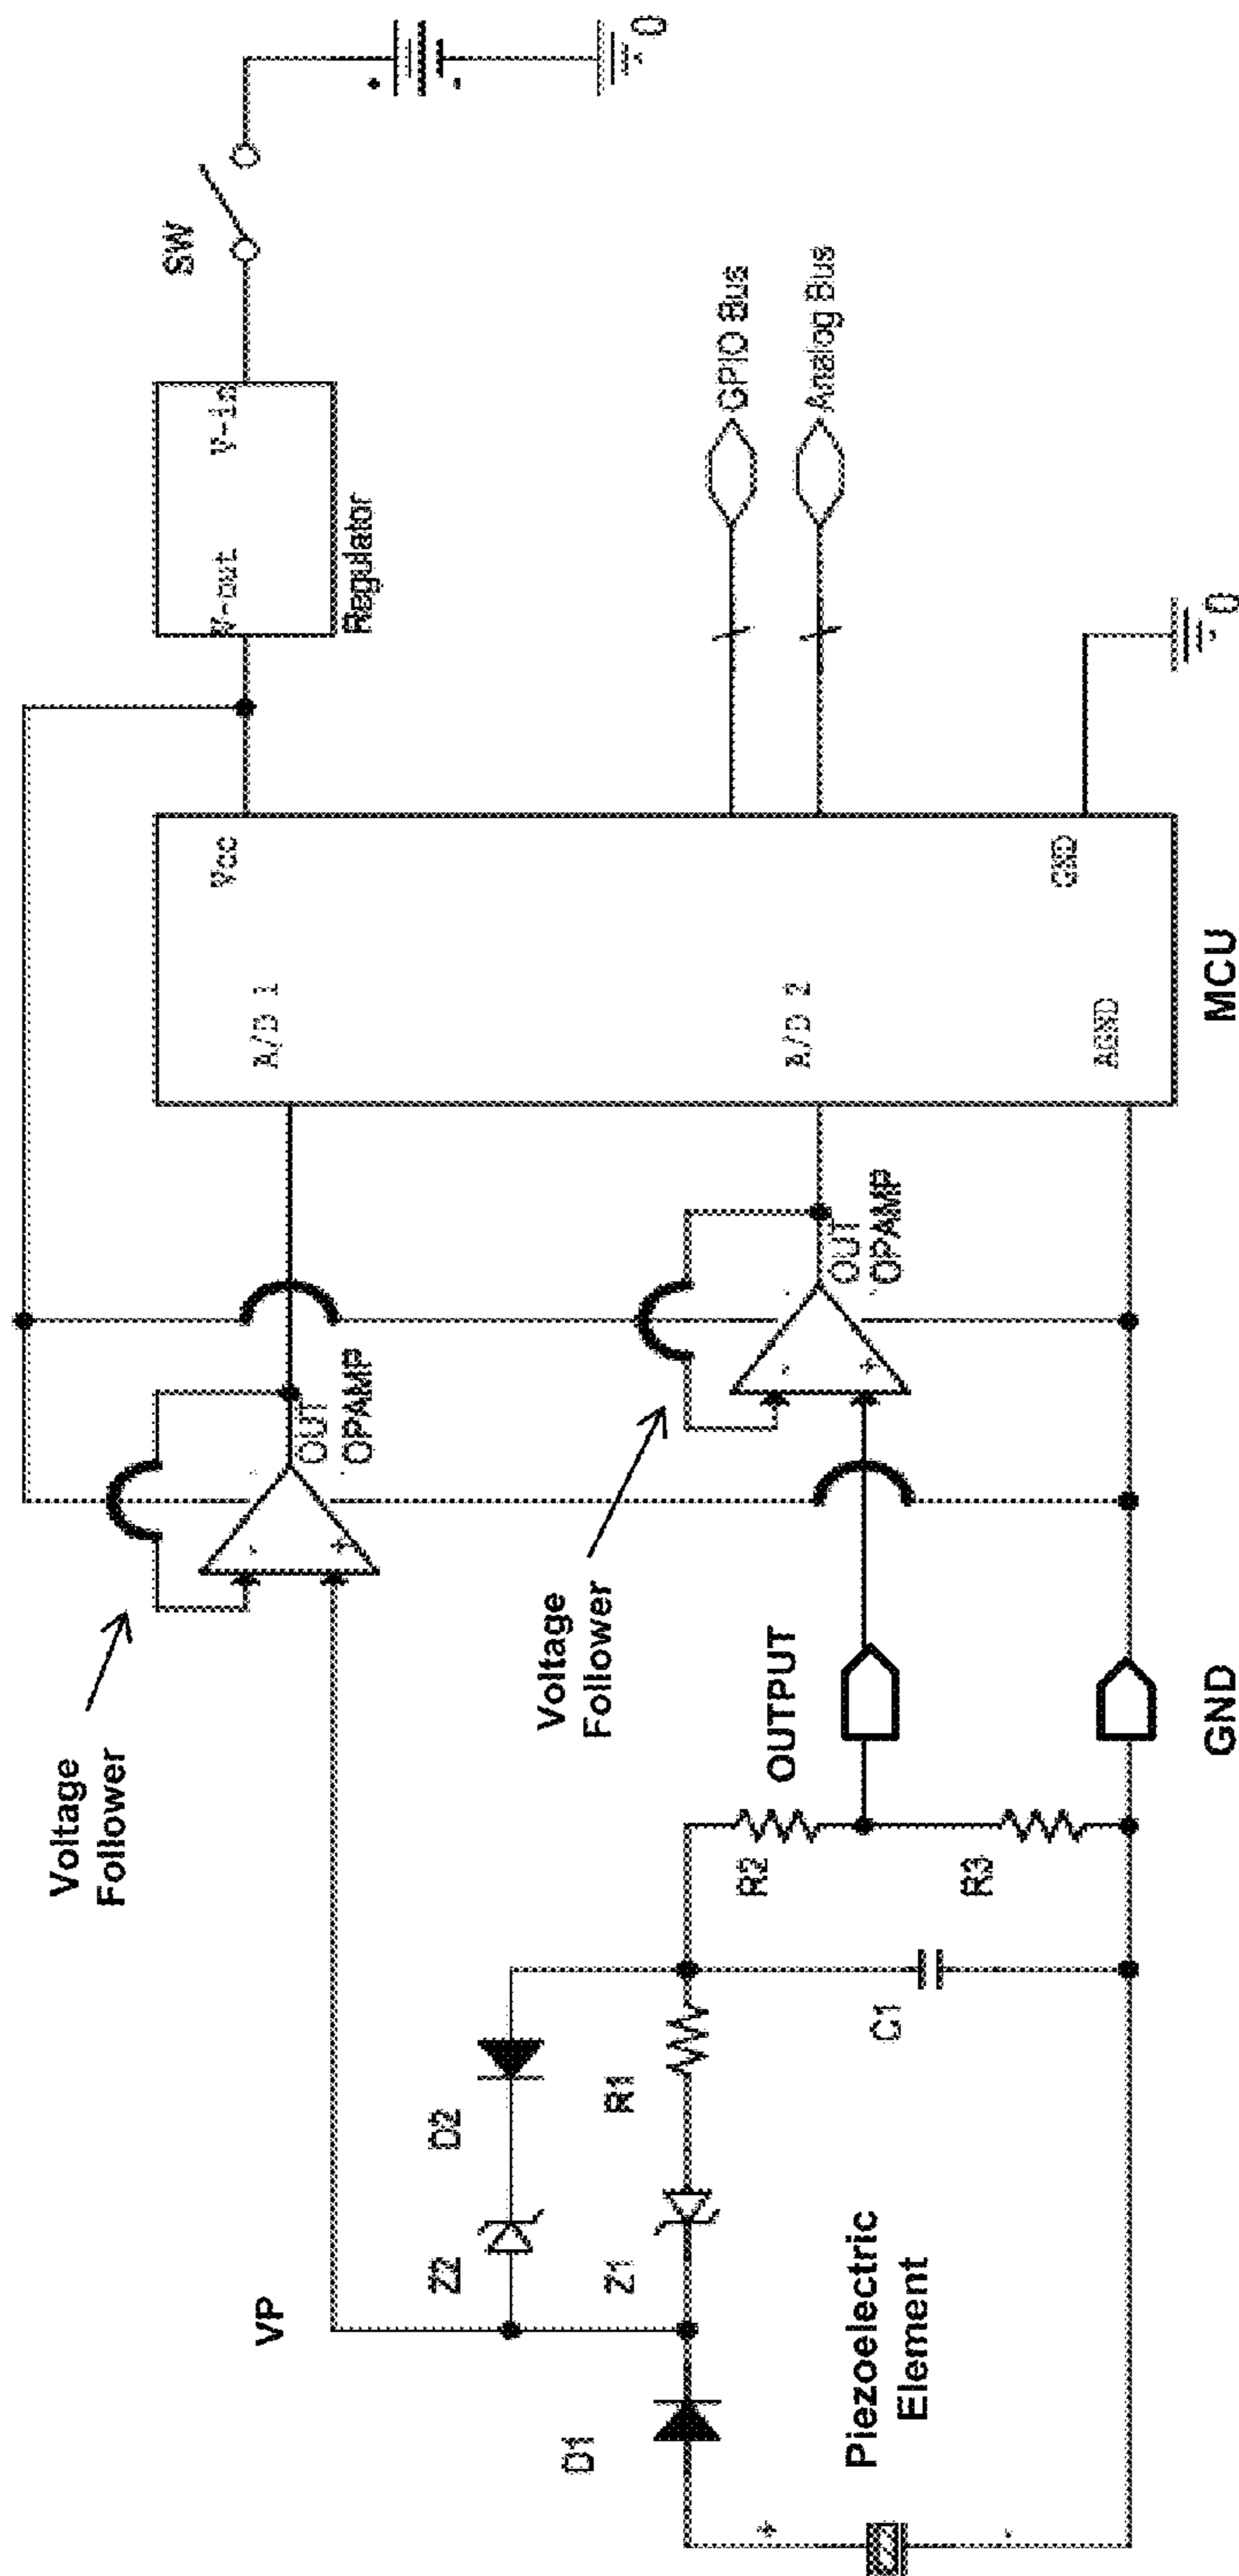 Voltage
Follower
VP
Z2
D2
D1
Z1
R1
Piezoelectric
Element
C1
R2
R3
OUTPUT
GND
Voltage
Follower
-
+
OUT
OPAMP
-
+
OUT
OPAMP
+
-
A/D 1
Vcc
A/D 2
AGND
GND
MCU
V-out
V-in
Regulator
SW
+
-
0
GPIO Bus
Analog Bus
0